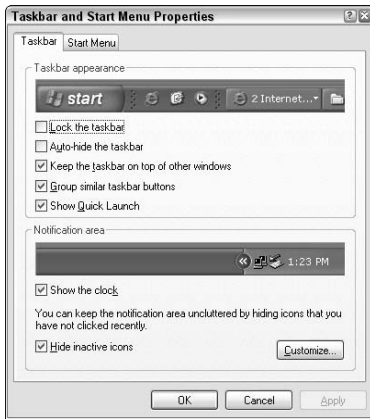 Taskbar and Start Menu Properties
Taskbar Start Menu
Taskbar appearance
start 2 Internet...
Lock the taskbar
Auto-hide the taskbar
Keep the taskbar on top of other windows
Group similar taskbar buttons
Show Quick Launch
Notification area
1:23 PM
Show the clock
You can keep the notification area uncluttered by hiding icons that you
have not clicked recently.
Hide inactive icons
Customize...
OK Cancel Apply